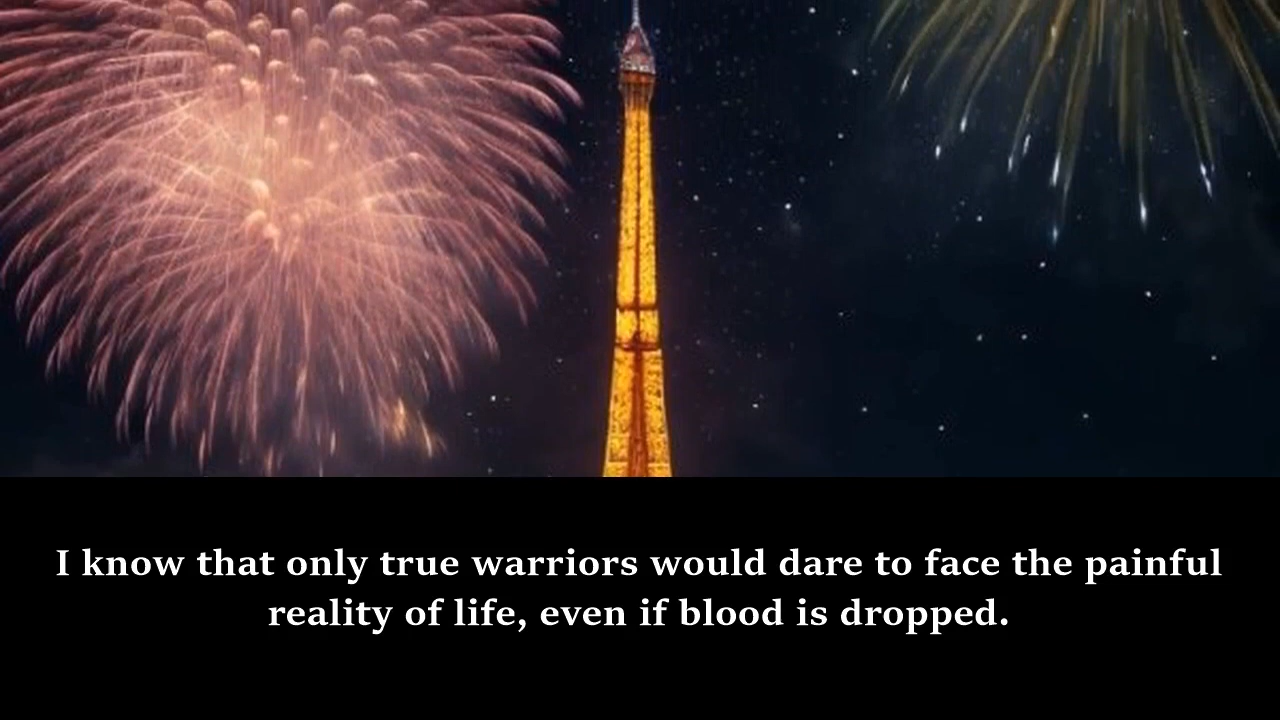 I know that only true warriors would dare to face the painful
reality of life, even if blood is dropped.